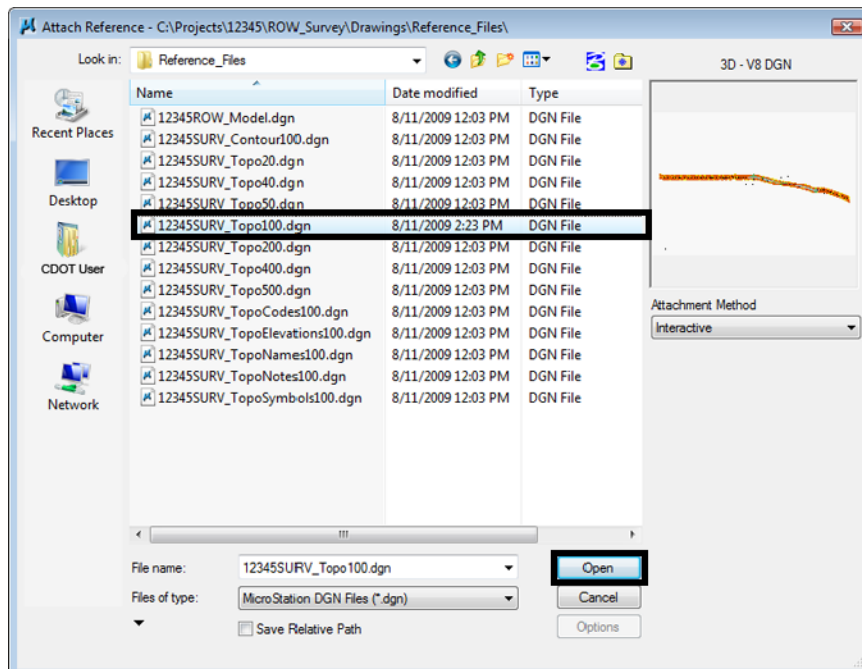 Attach Reference - C:\Projects\12345\ROW_Survey\Drawings\Reference_Files\
Look in: Reference_Files
3D - V8 DGN
Name Date modified Type
12345ROW_Model.dgn 8/11/2009 12:03 PM DGN File
12345SURV_Contour100.dgn 8/11/2009 12:03 PM DGN File
12345SURV_Topo20.dgn 8/11/2009 12:03 PM DGN File
12345SURV_Topo40.dgn 8/11/2009 12:03 PM DGN File
12345SURV_Topo50.dgn 8/11/2009 12:03 PM DGN File
12345SURV_Topo100.dgn 8/11/2009 2:23 PM DGN File
12345SURV_Topo200.dgn 8/11/2009 12:03 PM DGN File
12345SURV_Topo400.dgn 8/11/2009 12:03 PM DGN File
12345SURV_Topo500.dgn 8/11/2009 12:03 PM DGN File
12345SURV_TopoCodes100.dgn 8/11/2009 12:03 PM DGN File
12345SURV_TopoElevations100.dgn 8/11/2009 12:03 PM DGN File
12345SURV_TopoNames100.dgn 8/11/2009 12:03 PM DGN File
12345SURV_TopoNotes100.dgn 8/11/2009 12:03 PM DGN File
12345SURV_TopoSymbols100.dgn 8/11/2009 12:03 PM DGN File
Recent Places
Desktop
CDOT User
Computer
Network
Attachment Method
Interactive
File name: 12345SURV_Topo100.dgn Open
Files of type: MicroStation DGN Files (*.dgn) Cancel
Save Relative Path Options